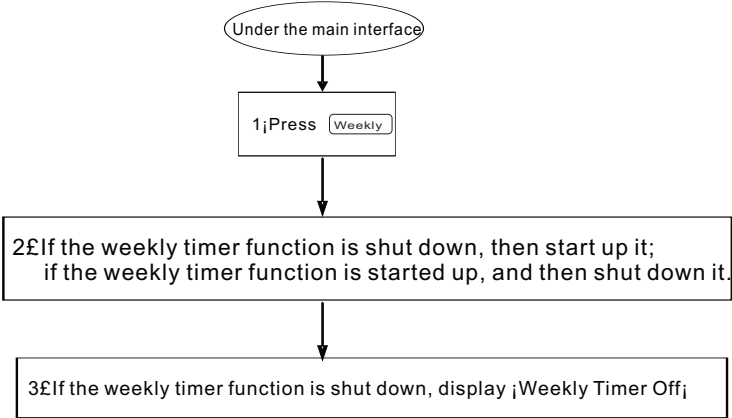 Under the main interface
1¡Press Weekly
2£If the weekly timer function is shut down, then start up it;
if the weekly timer function is started up, and then shut down it.
3£If the weekly timer function is shut down, display ¡Weekly Timer Off¡